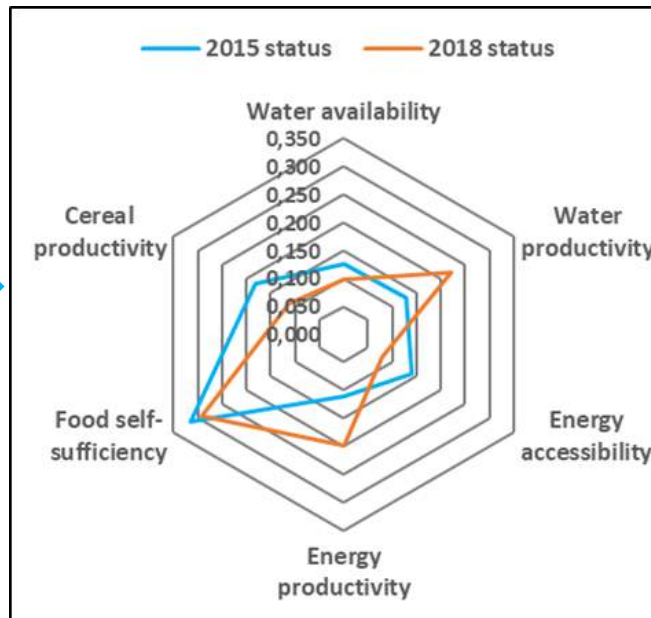 2015 status
2018 status
Water availability
0,350
0,300
0,250
0,200
0,150
0,100
0,050
0,000
Cereal
productivity
Water
productivity
Food self-
sufficiency
Energy
accessibility
Energy
productivity